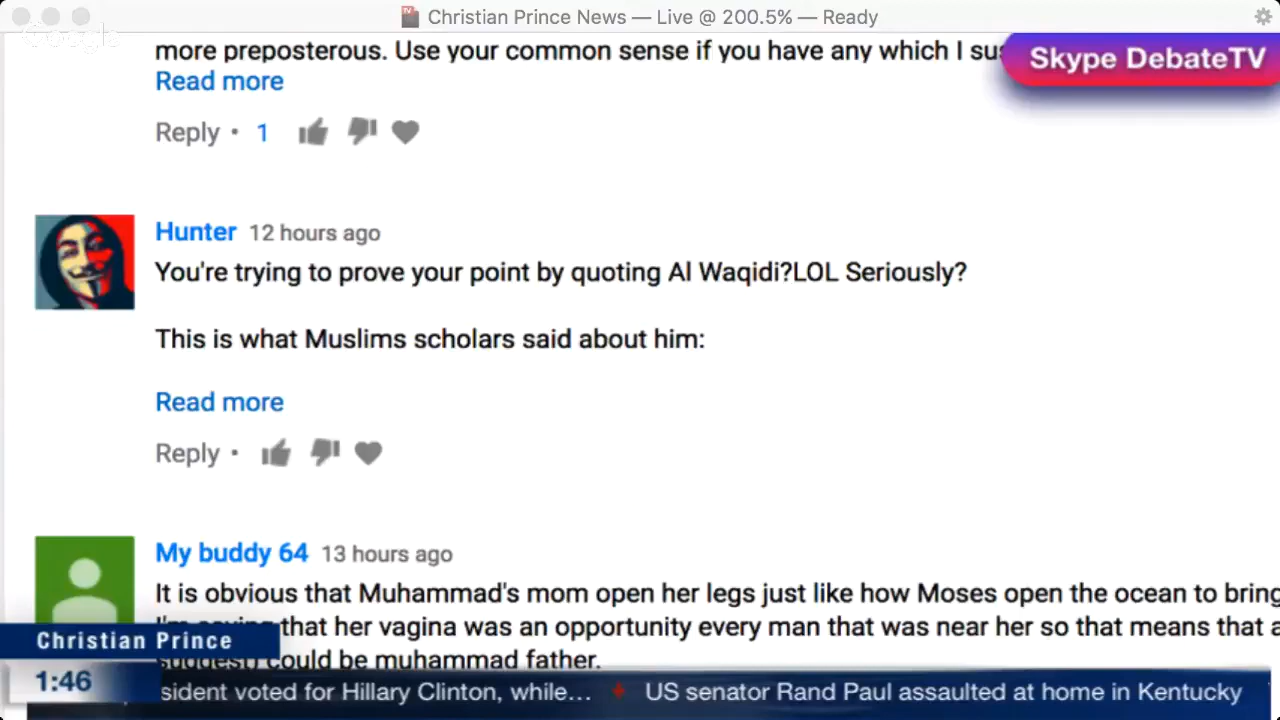 Christian Prince News — Live @ 200.5% — Ready
Google
more preposterous. Use your common sense if you have any which I sus
Skype DebateTV
Read more
Reply • 1
Hunter 12 hours ago
You're trying to prove your point by quoting Al Waqidi?LOL Seriously?
This is what Muslims scholars said about him:
Read more
Reply •
My buddy 64 13 hours ago
It is obvious that Muhammad's mom open her legs just like how Moses open the ocean to bring
I'm saying that her vagina was an opportunity every man that was near her so that means that a
suggest) could be muhammad father.
Christian Prince
1:46
sident voted for Hillary Clinton, while… US senator Rand Paul assaulted at home in Kentucky